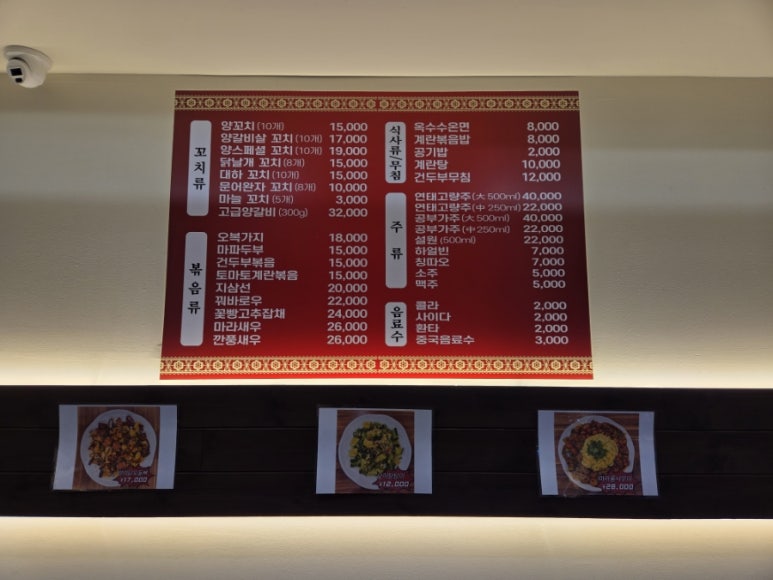 꼬치류
양꼬치 (10개) 15,000
양갈비살 꼬치 (10개) 17,000
양스페셜 꼬치 (10개) 19,000
닭날개 꼬치 (8개) 15,000
대하 꼬치 (10개) 15,000
문어완자 꼬치 (8개) 10,000
마늘 꼬치 (5개) 3,000
고급양갈비 (300g) 32,000
볶음류
오복가지 18,000
마파두부 15,000
건두부볶음 15,000
토마토계란볶음 15,000
지삼선 20,000
꿔바로우 22,000
꽃빵고추잡채 24,000
마라새우 26,000
깐풍새우 26,000
식사류/무침
옥수수온면 8,000
계란볶음밥 8,000
공기밥 2,000
계란탕 10,000
건두부무침 12,000
주류
연태고량주 (大 500ml) 40,000
연태고량주 (中 250ml) 22,000
공부가주 (大 500ml) 40,000
공부가주 (中 250ml) 22,000
설원 (500ml) 22,000
하얼빈 7,000
칭따오 7,000
소주 5,000
맥주 5,000
음료수
콜라 2,000
사이다 2,000
환타 2,000
중국음료수 3,000
₩17,000
₩12,000
₩28,000